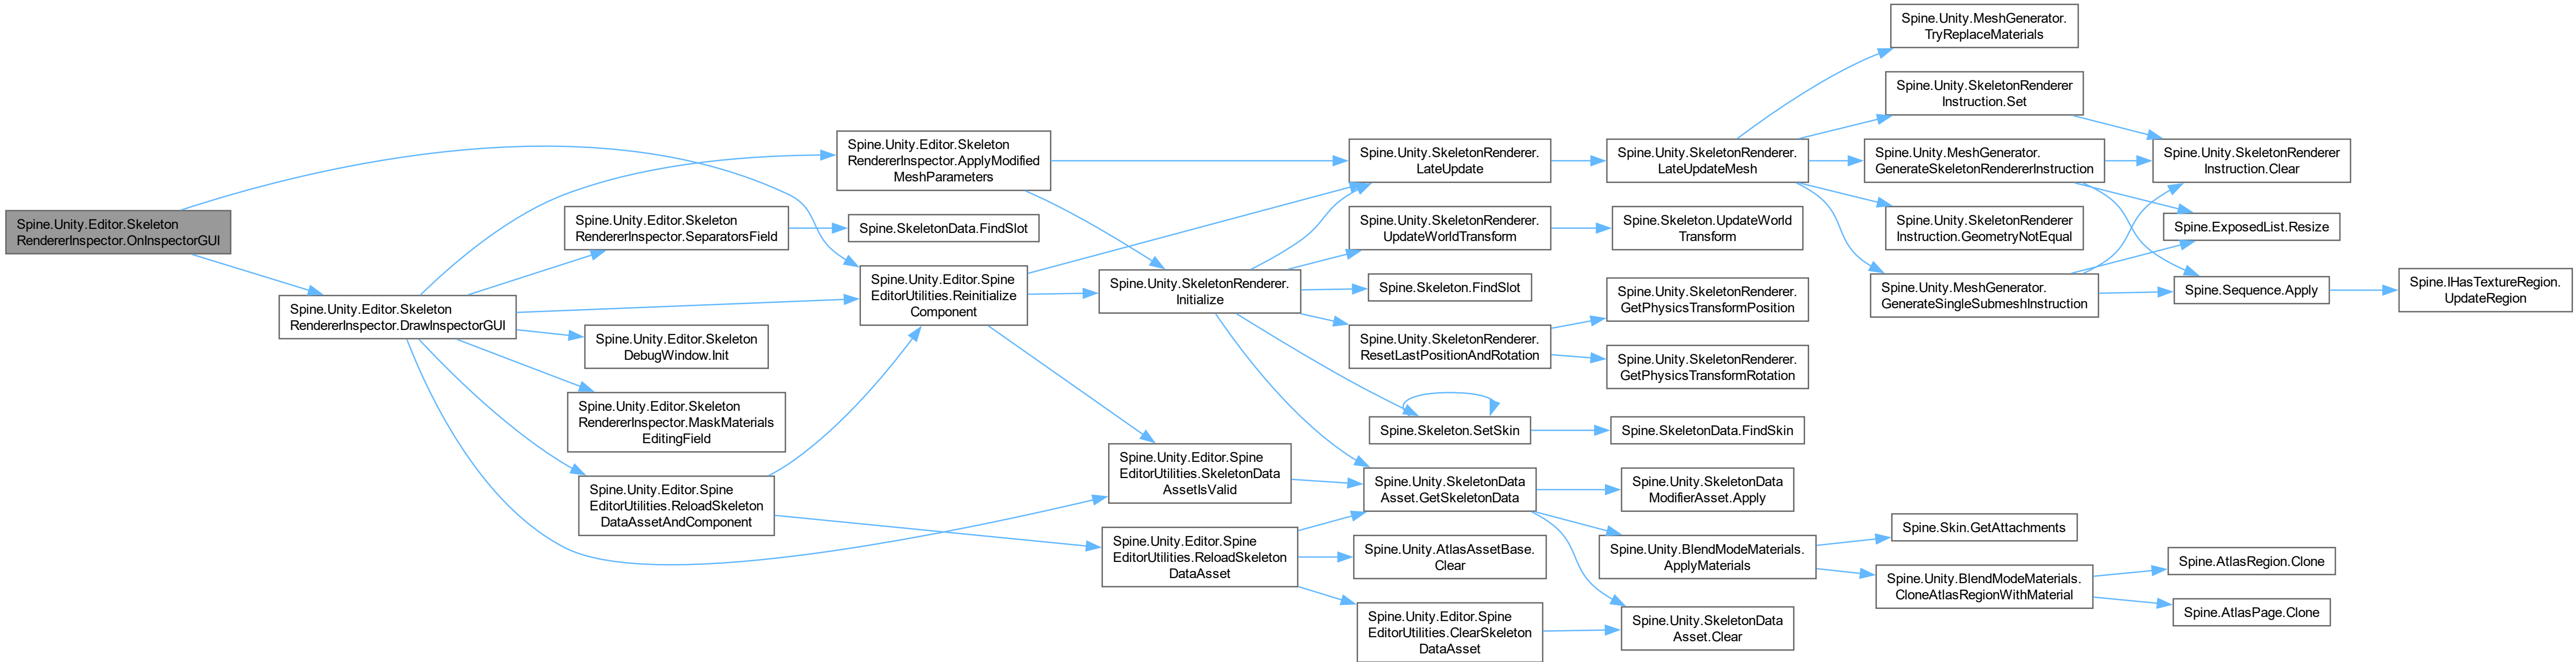 Spine.Unity.Editor.Skeleton
RendererInspector.OnInspectorGUI
Spine.Unity.Editor.Skeleton
RendererInspector.DrawInspectorGUI
Spine.Unity.Editor.Skeleton
RendererInspector.SeparatorsField
Spine.Unity.Editor.Skeleton
DebugWindow.Init
Spine.Unity.Editor.Skeleton
RendererInspector.MaskMaterials
EditingField
Spine.Unity.Editor.Spine
EditorUtilities.ReloadSkeleton
DataAssetAndComponent
Spine.Unity.Editor.Skeleton
RendererInspector.ApplyModified
MeshParameters
Spine.SkeletonData.FindSlot
Spine.Unity.Editor.Spine
EditorUtilities.Reinitialize
Component
Spine.Unity.SkeletonRenderer.
Initialize
Spine.Unity.Editor.Spine
EditorUtilities.SkeletonData
AssetIsValid
Spine.Unity.Editor.Spine
EditorUtilities.ReloadSkeleton
DataAsset
Spine.Unity.SkeletonRenderer.
LateUpdate
Spine.Unity.SkeletonRenderer.
UpdateWorldTransform
Spine.Skeleton.FindSlot
Spine.Unity.SkeletonRenderer.
ResetLastPositionAndRotation
Spine.Skeleton.SetSkin
Spine.Unity.SkeletonData
Asset.GetSkeletonData
Spine.Unity.AtlasAssetBase.
Clear
Spine.Unity.Editor.Spine
EditorUtilities.ClearSkeleton
DataAsset
Spine.Unity.SkeletonRenderer.
LateUpdateMesh
Spine.Skeleton.UpdateWorld
Transform
Spine.Unity.SkeletonRenderer.
GetPhysicsTransformPosition
Spine.Unity.SkeletonRenderer.
GetPhysicsTransformRotation
Spine.SkeletonData.FindSkin
Spine.Unity.SkeletonData
ModifierAsset.Apply
Spine.Unity.BlendModeMaterials.
ApplyMaterials
Spine.Unity.SkeletonData
Asset.Clear
Spine.Unity.MeshGenerator.
TryReplaceMaterials
Spine.Unity.SkeletonRenderer
Instruction.Set
Spine.Unity.MeshGenerator.
GenerateSkeletonRendererInstruction
Spine.Unity.SkeletonRenderer
Instruction.GeometryNotEqual
Spine.Unity.MeshGenerator.
GenerateSingleSubmeshInstruction
Spine.Skin.GetAttachments
Spine.Unity.BlendModeMaterials.
CloneAtlasRegionWithMaterial
Spine.Unity.SkeletonRenderer
Instruction.Clear
Spine.ExposedList.Resize
Spine.Sequence.Apply
Spine.AtlasRegion.Clone
Spine.AtlasPage.Clone
Spine.IHasTextureRegion.
UpdateRegion